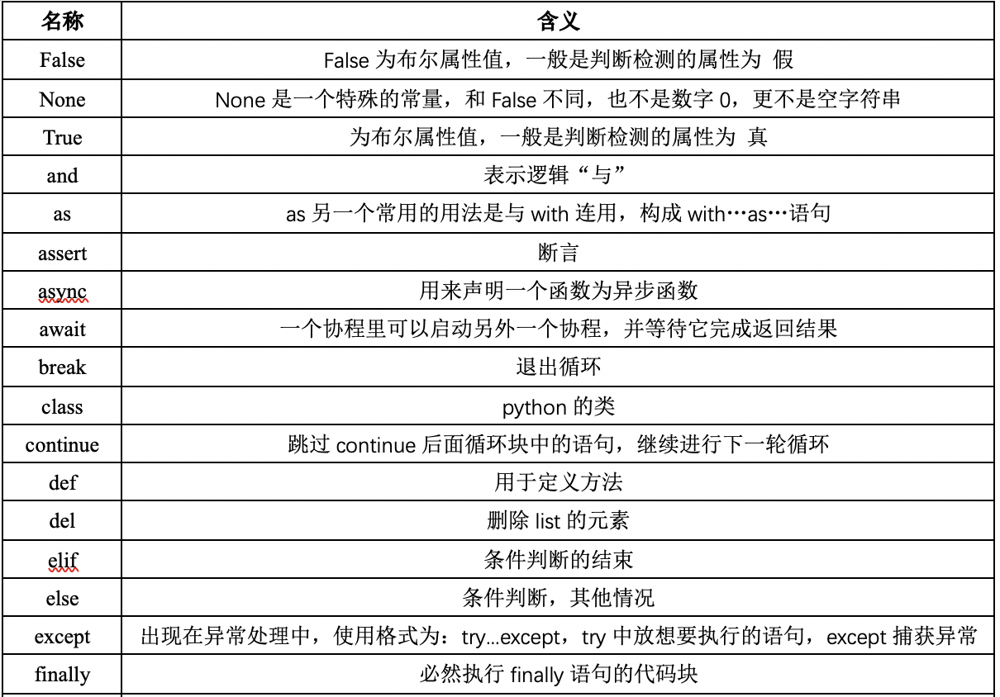 名称 含义
False False 为布尔属性值，一般是判断检测的属性为 假
None None 是一个特殊的常量，和 False 不同，也不是数字 0，更不是空字符串
True 为布尔属性值，一般是判断检测的属性为 真
and 表示逻辑“与”
as as 另一个常用的用法是与 with 连用，构成 with…as…语句
assert 断言
async 用来声明一个函数为异步函数
await 一个协程里可以启动另外一个协程，并等待它完成返回结果
break 退出循环
class python 的类
continue 跳过 continue 后面循环块中的语句，继续进行下一轮循环
def 用于定义方法
del 删除 list 的元素
elif 条件判断的结束
else 条件判断，其他情况
except 出现在异常处理中，使用格式为：try...except，try 中放想要执行的语句，except 捕获异常
finally 必然执行 finally 语句的代码块